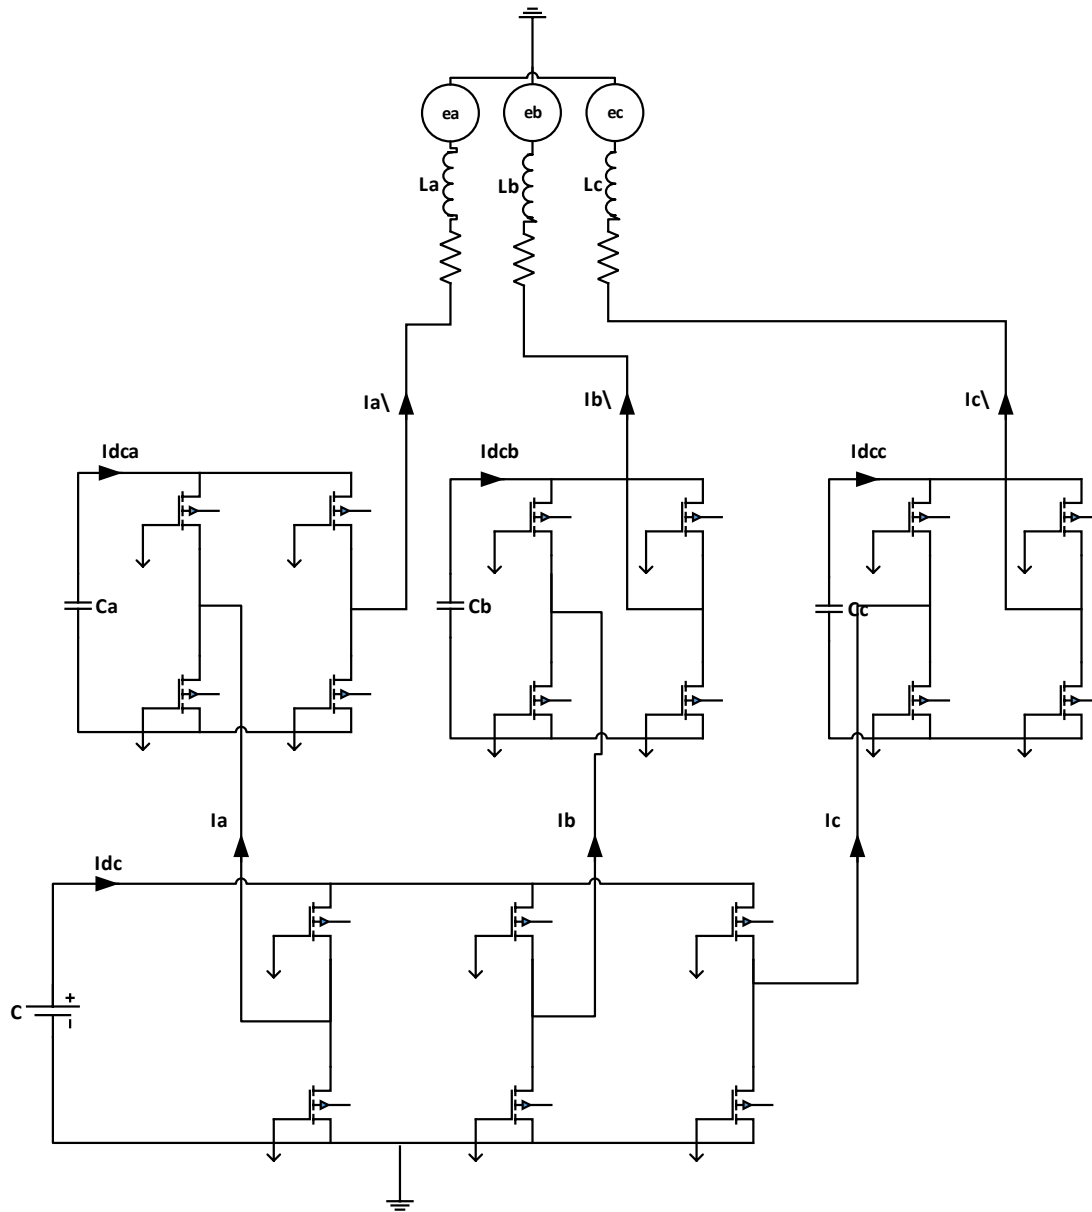 ea eb ec
La Lb Lc
Ia\ Ib\ Ic\
Idca Idcb Idcc
Ca Cb Cc
Ia Ib Ic
Idc
C + –